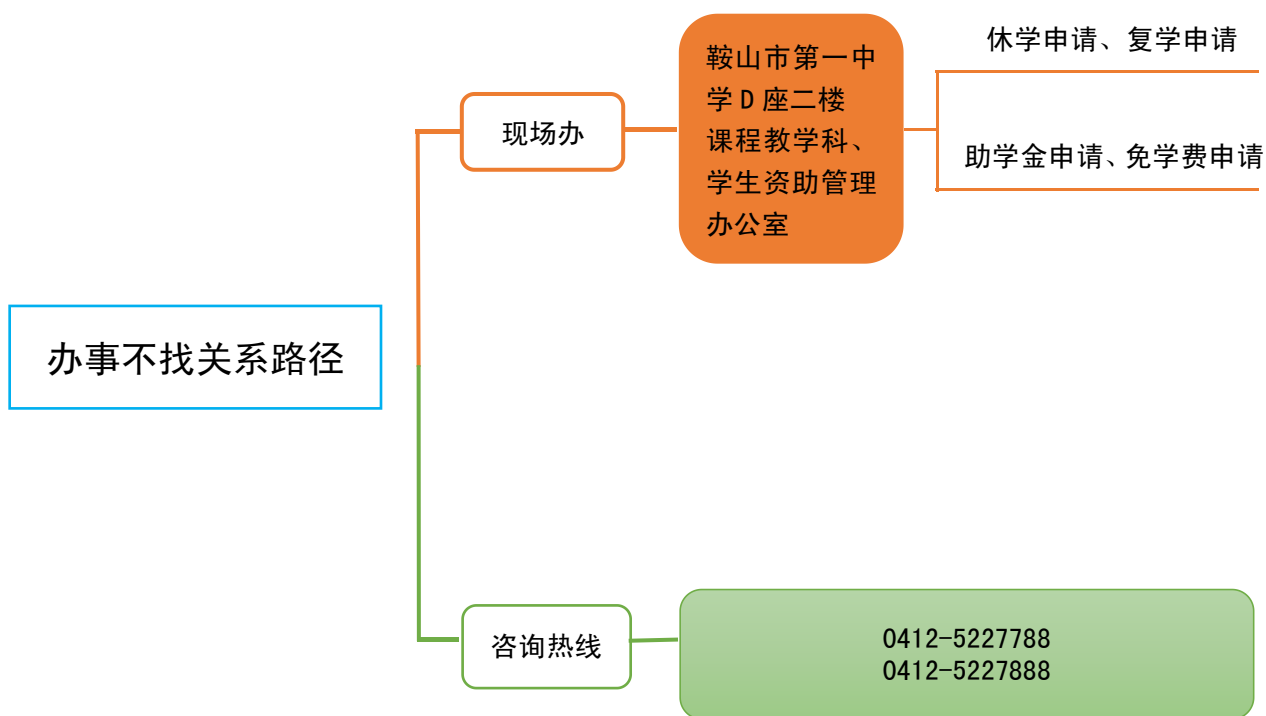 办事不找关系路径
现场办
鞍山市第一中
学D座二楼
课程教学科、
学生资助管理
办公室
休学申请、复学申请
助学金申请、免学费申请
咨询热线
0412-5227788
0412-5227888